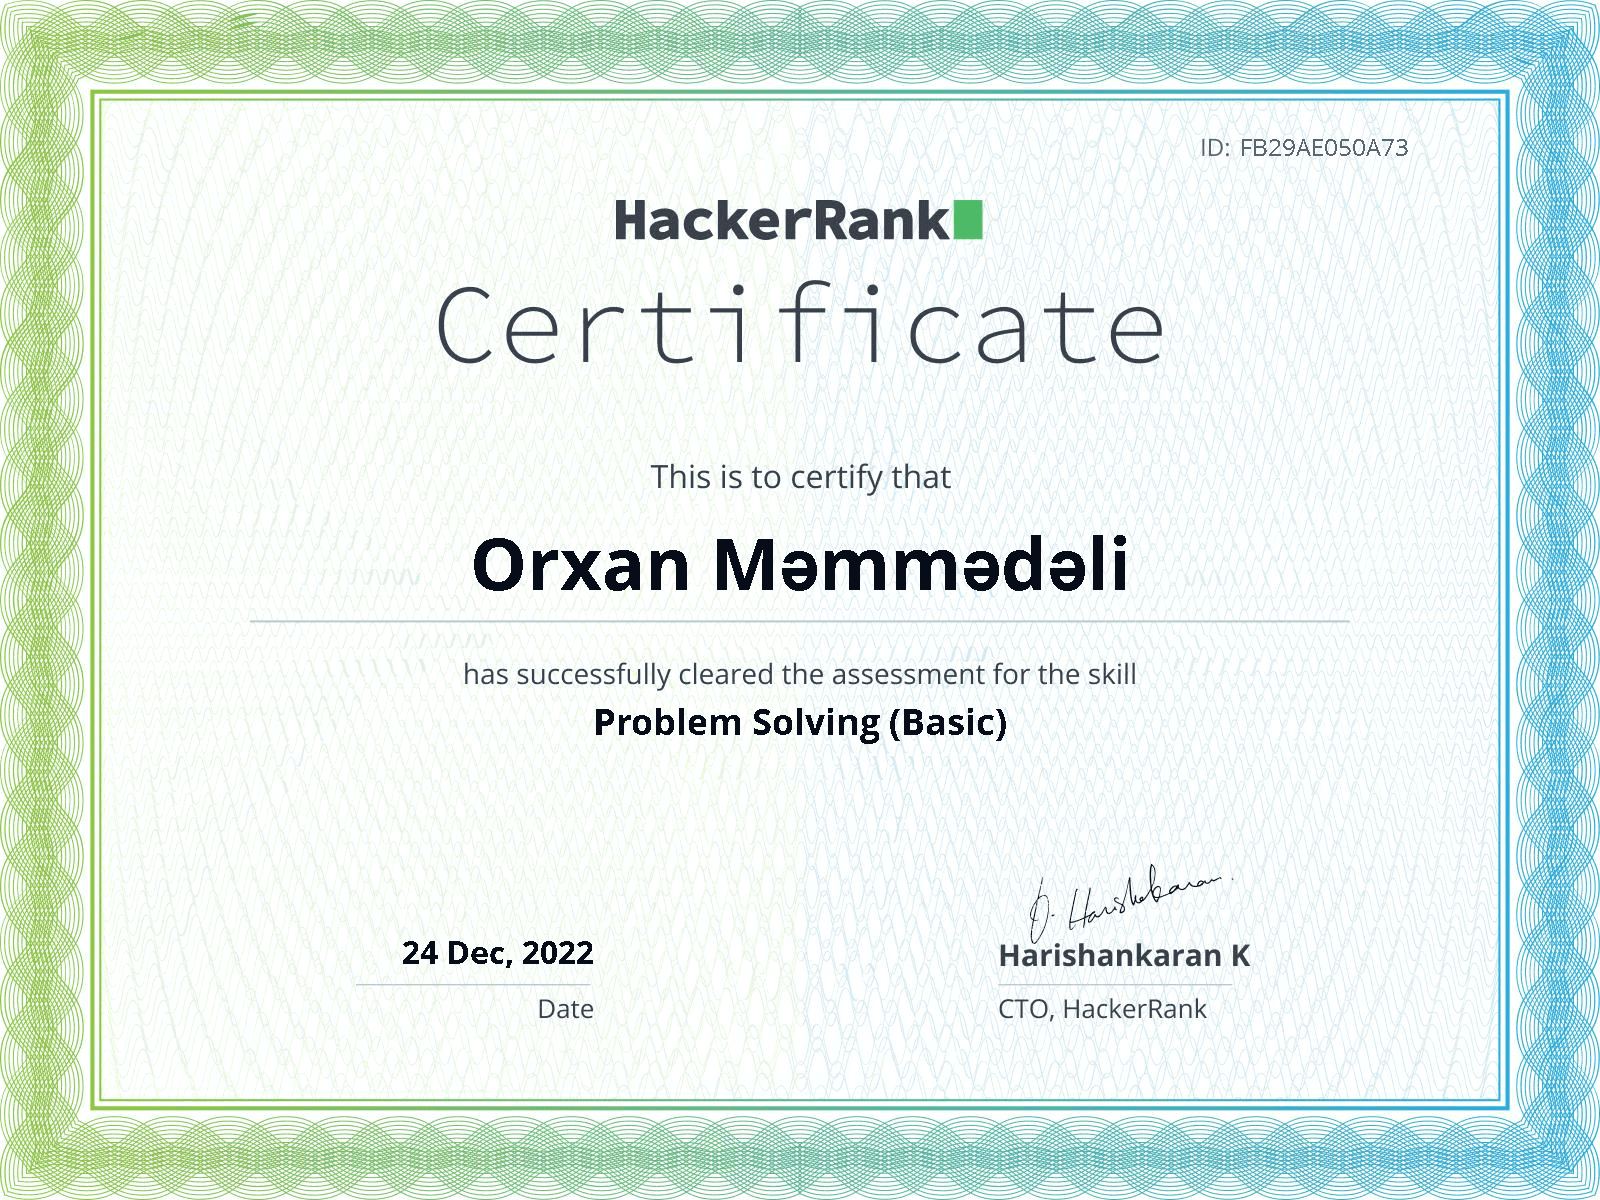 ID: FB29AE050A73
HackerRank
Certificate
This is to certify that
Orxan Məmmədəli
has successfully cleared the assessment for the skill
Problem Solving (Basic)
24 Dec, 2022
Date
Harishankaran K
CTO, HackerRank